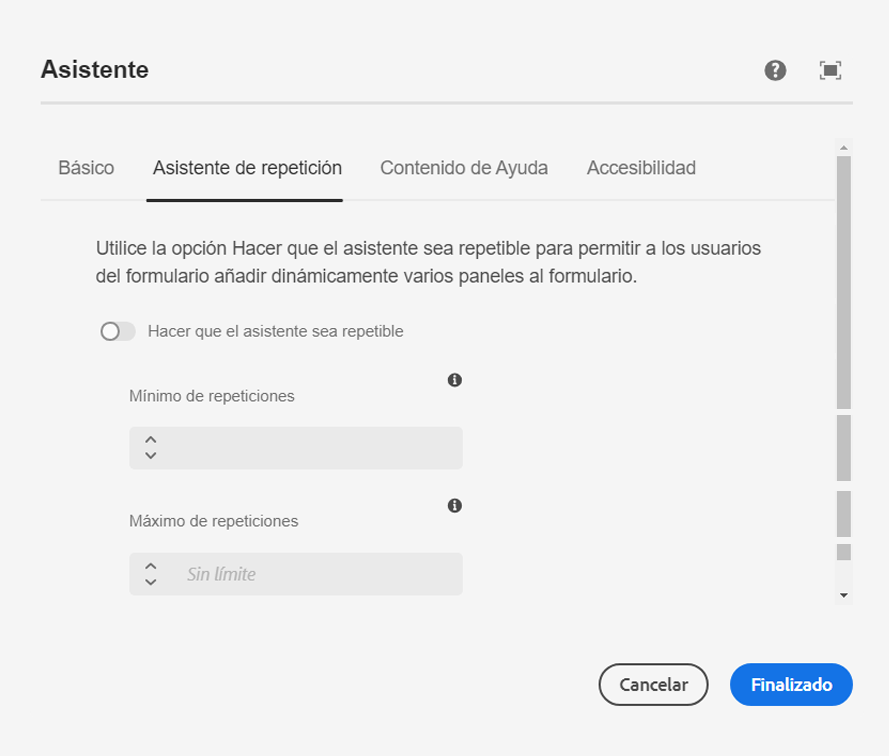 Asistente
Básico Asistente de repetición Contenido de Ayuda Accesibilidad
Utilice la opción Hacer que el asistente sea repetible para permitir a los usuarios
del formulario añadir dinámicamente varios paneles al formulario.
Hacer que el asistente sea repetible
Mínimo de repeticiones
Máximo de repeticiones
Sin límite
Cancelar Finalizado